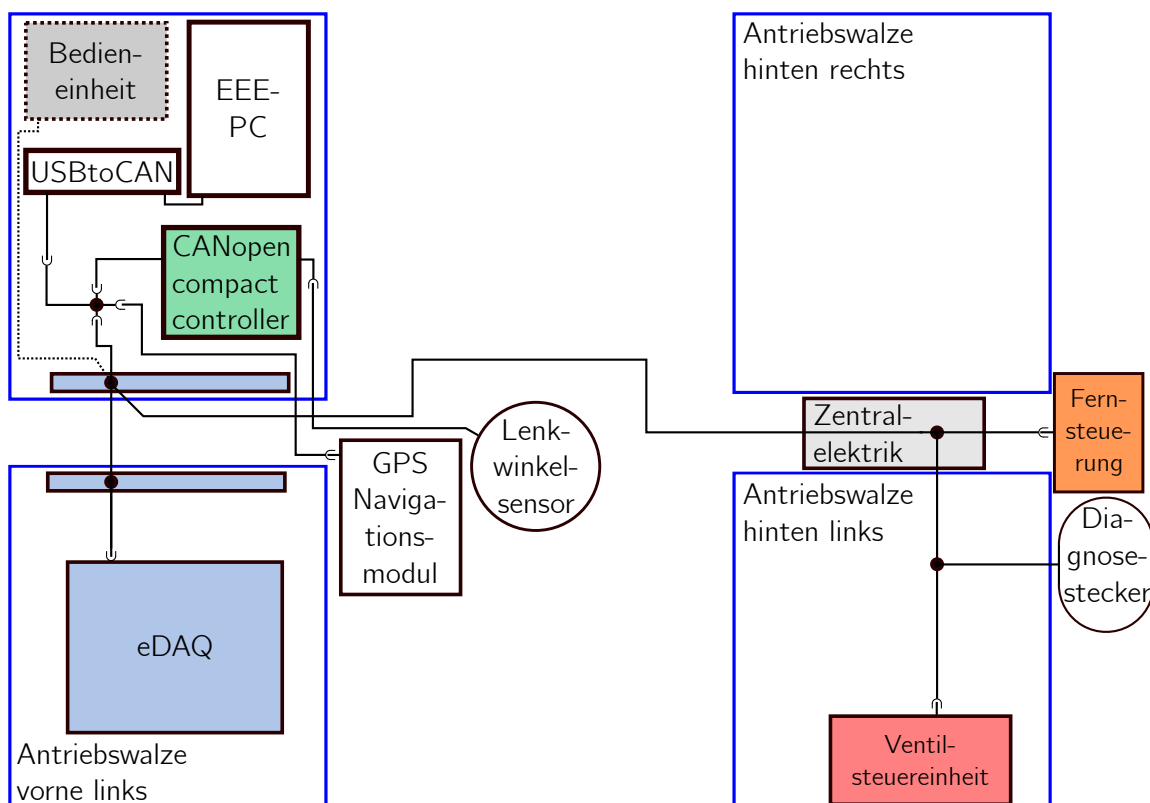 Bedien-
einheit
EEE-
PC
USBtoCAN
CANopen
compact
controller
Antriebswalze
hinten rechts
Lenk-
winkel-
sensor
GPS
Naviga-
tions-
modul
Zentral-
elektrik
Fern-
steue-
rung
Antriebswalze
hinten links
Dia-
gnose-
stecker
eDAQ
Antriebswalze
vorne links
Ventil-
steuereinheit